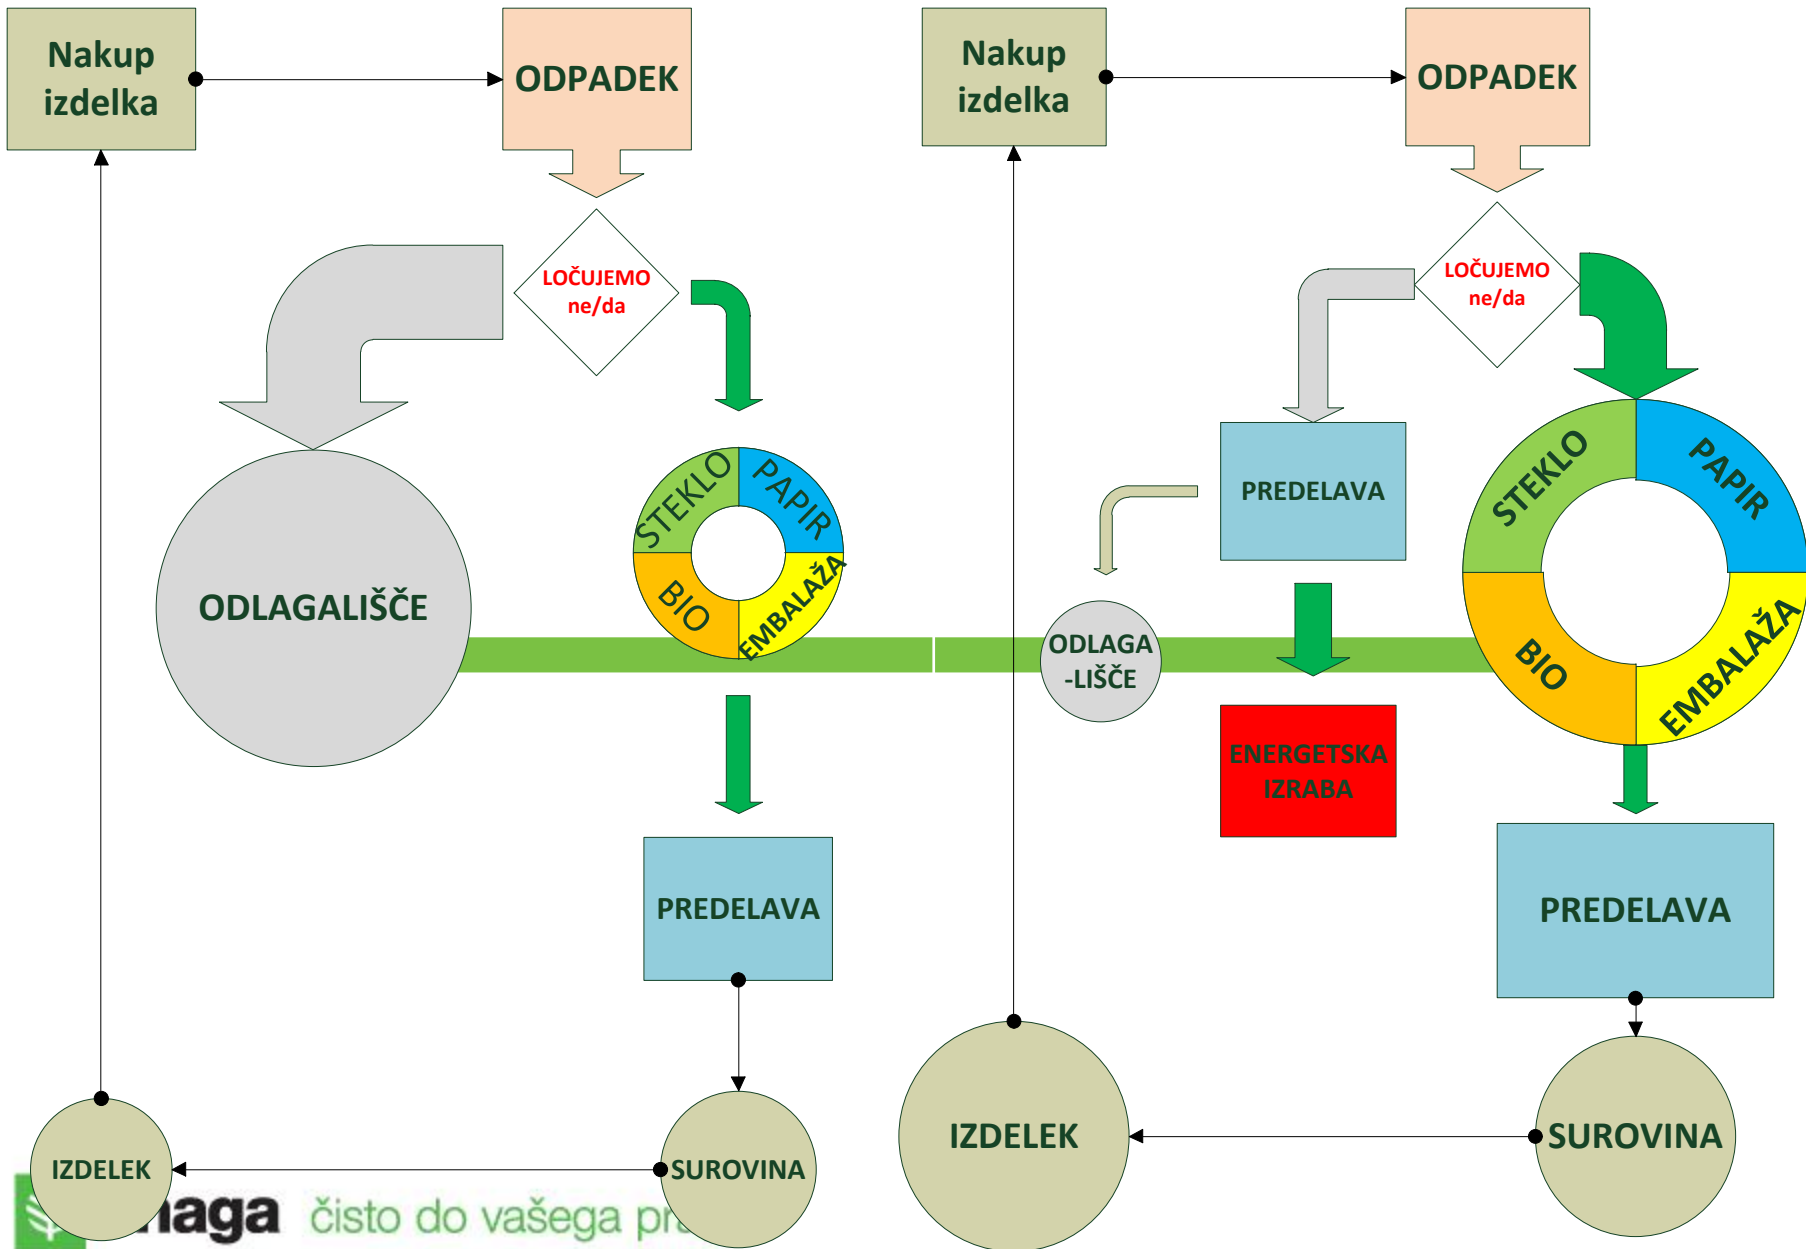 Nakup
izdelka
ODPADEK
LOČUJEMO
ne/da
ODLAGALIŠČE
STEKLO
PAPIR
BIO
EMBALAŽA
PREDELAVA
SUROVINA
IZDELEK
čisto do vašega
Nakup
izdelka
ODPADEK
LOČUJEMO
ne/da
PREDELAVA
ODLAGA
-LIŠČE
ENERGETSKA
IZRABA
STEKLO
PAPIR
BIO
EMBALAŽA
PREDELAVA
SUROVINA
IZDELEK